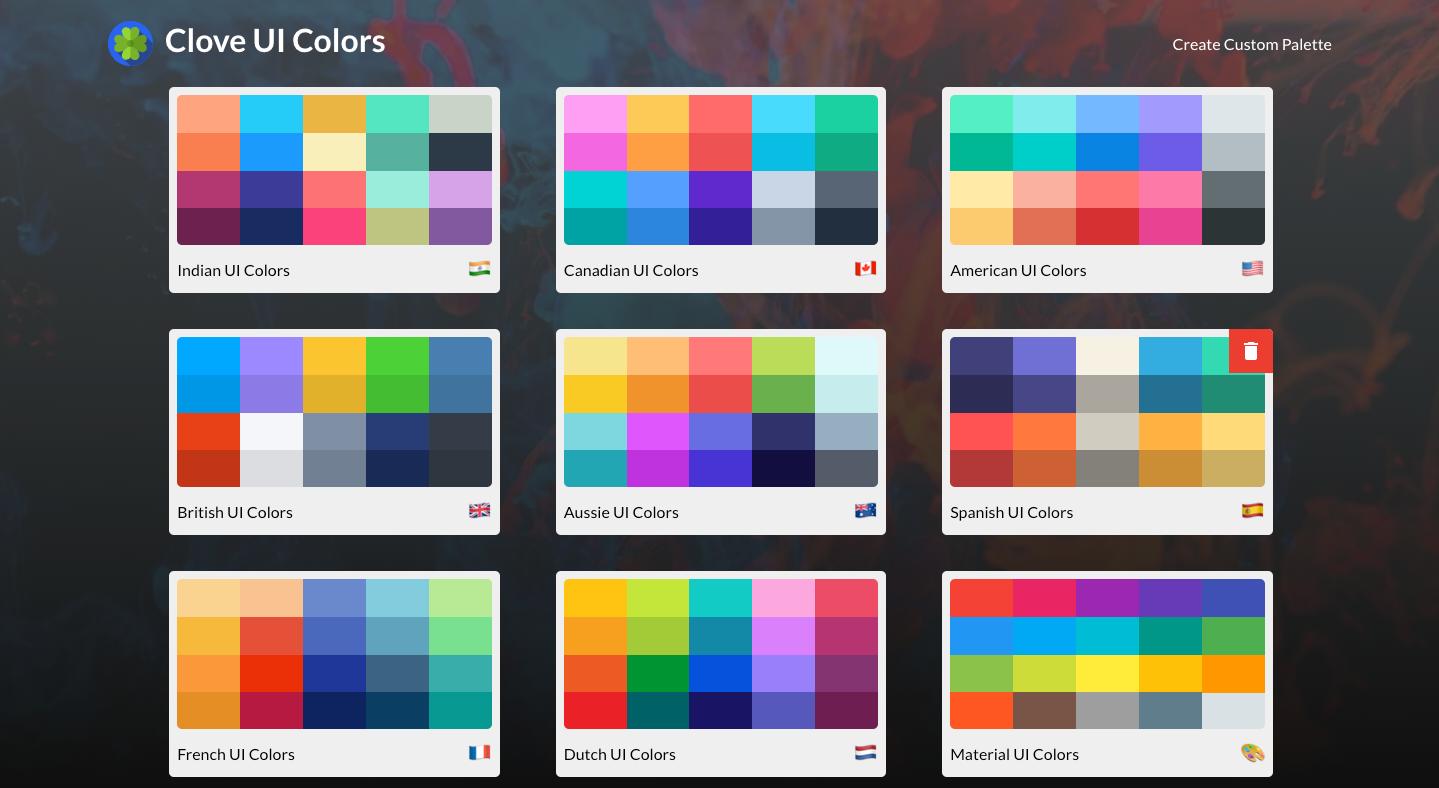 Clove UI Colors
Create Custom Palette
Indian UI Colors
Canadian UI Colors
American UI Colors
British UI Colors
Aussie UI Colors
Spanish UI Colors
French UI Colors
Dutch UI Colors
Material UI Colors